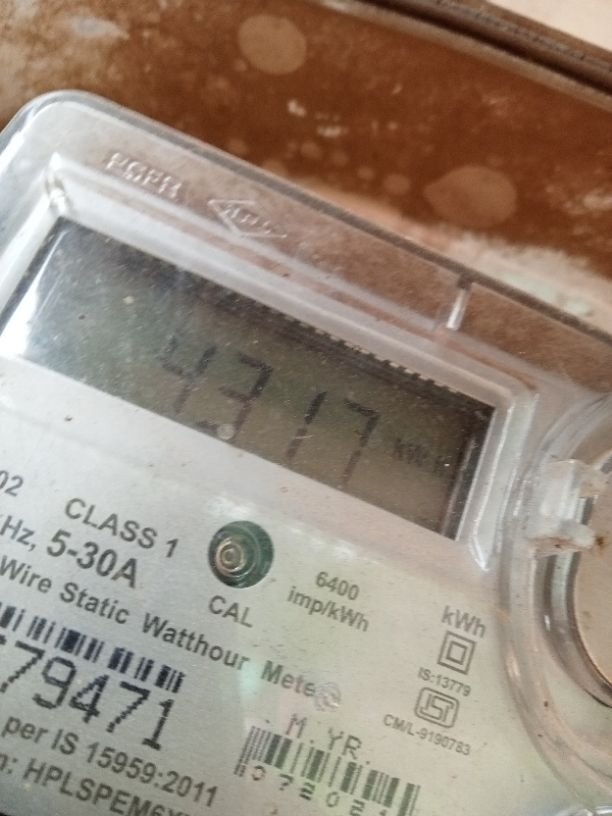 4317 kWh
02
CLASS 1
Hz, 5-30A
CAL
6400
imp/kWh
kWh
Wire Static Watthour Meter
IS:13779
CM/L-9190783
79471
M. YR.
per IS 15959:2011